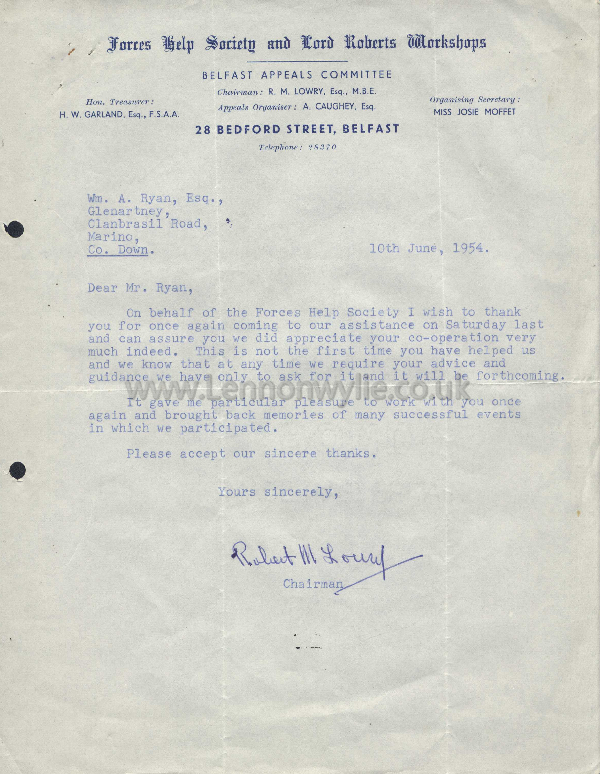 Forces Help Society and Lord Roberts Workshops
BELFAST APPEALS COMMITTEE
Chairman: R. M. LOWRY, Esq., M.B.E.
Hon. Treasurer:
H. W. GARLAND, Esq., F.S.A.A.
Appeals Organiser: A. CAUGHEY, Esq.
Organising Secretary:
MISS JOSIE MOFFET
28 BEDFORD STREET, BELFAST
Telephone:
Wm. A. Ryan, Esq.,
Glenartney,
Clanbrasil Road,
Marino,
Co. Down.
10th June, 1954.
Dear Mr. Ryan,
On behalf of the Forces Help Society I wish to thank
you for once again coming to our assistance on Saturday last
and can assure you we did appreciate your co-operation very
much indeed. This is not the first time you have helped us
and we know that at any time we require your advice and
guidance we have only to ask for it and it will be forthcoming.
It gave me particular pleasure to work with you once
again and brought back memories of many successful events
in which we participated.
Please accept our sincere thanks.
Yours sincerely,
Robert M Lowry
Chairman